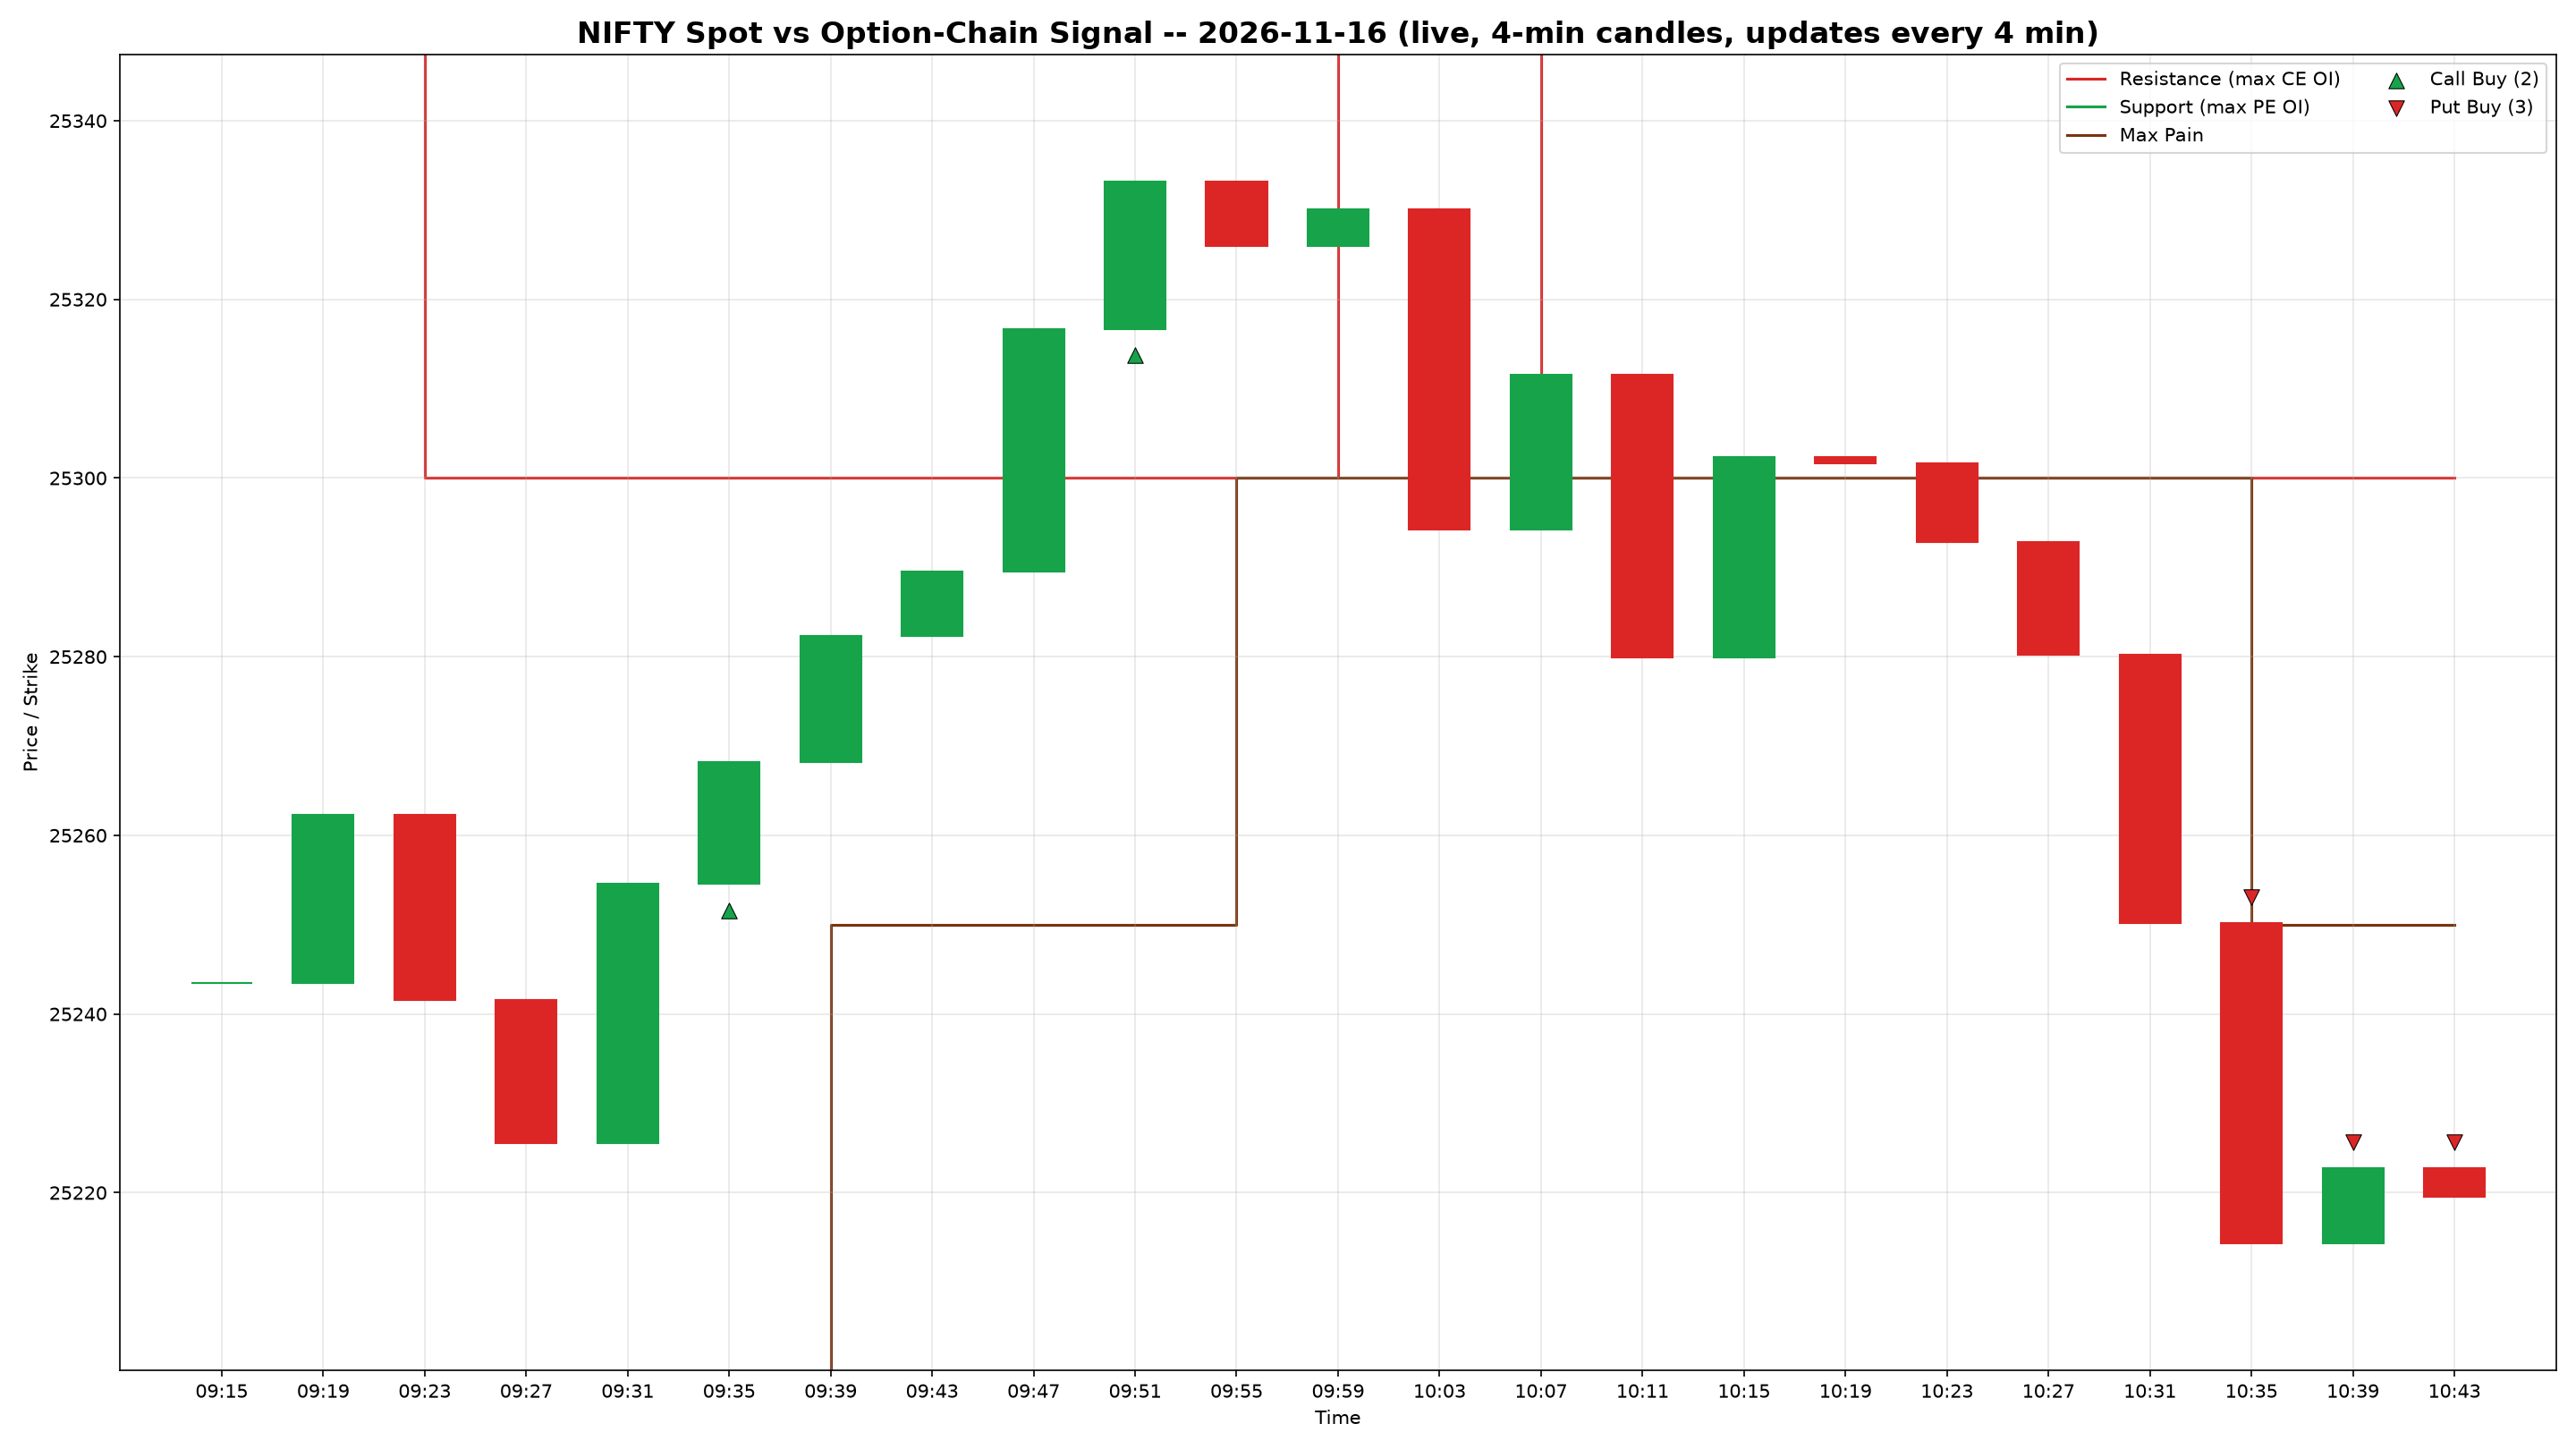 NIFTY Spot vs Option-Chain Signal -- 2026-11-16 (live, 4-min candles, updates every 4 min)
Resistance (max CE OI)
Support (max PE OI)
Max Pain
Call Buy (2)
Put Buy (3)
Price / Strike
25340
25320
25300
25280
25260
25240
25220
09:15 09:19 09:23 09:27 09:31 09:35 09:39 09:43 09:47 09:51 09:55 09:59 10:03 10:07 10:11 10:15 10:19 10:23 10:27 10:31 10:35 10:39 10:43
Time